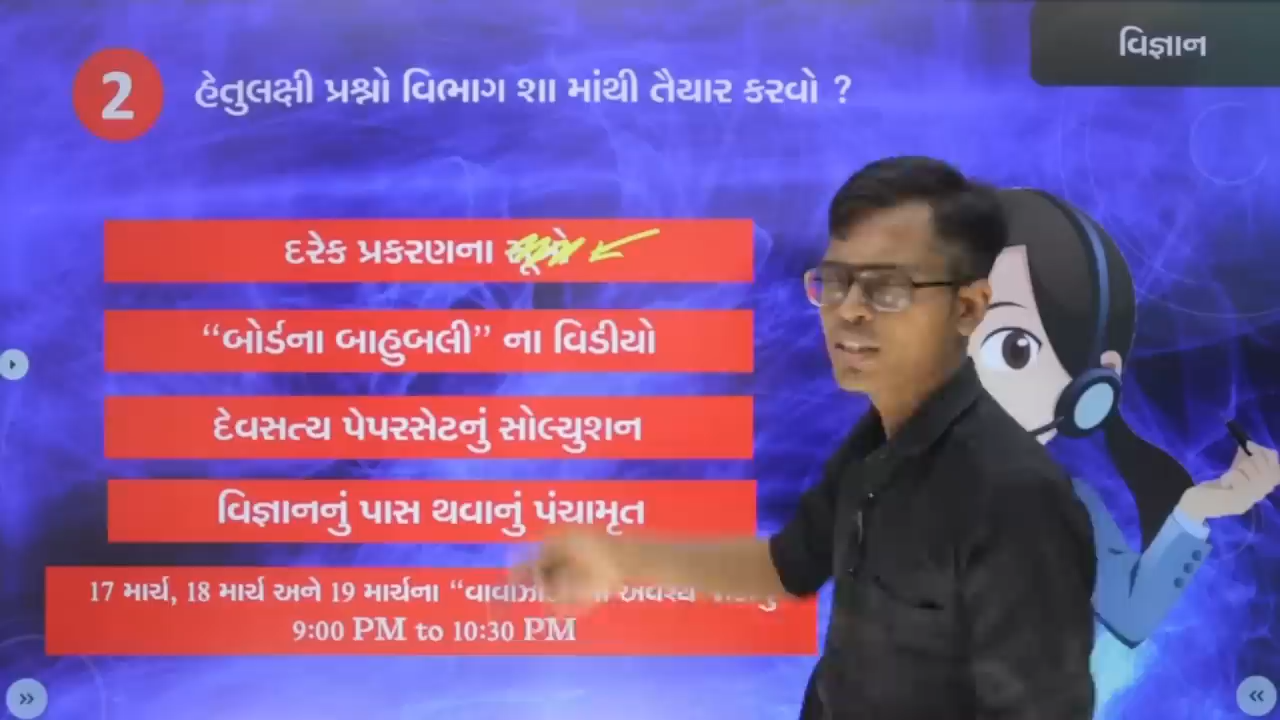 વિજ્ઞાન
2 હેતુલક્ષી પ્રશ્નો વિભાગ શા માંથી તૈયાર કરવો ?
દરેક પ્રકરણના
“બોર્ડના બાહુબલી” ના વિડીયો
દેવસત્ય પેપરસેટનું સોલ્યુશન
વિજ્ઞાનનું પાસ થવાનું પંચામૃત
17 માર્ચ, 18 માર્ચ અને 19 માર્ચના
9:00 PM to 10:30 PM